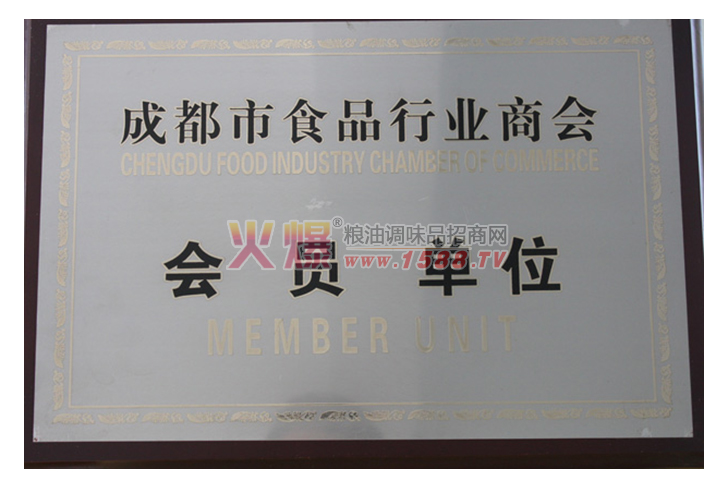 成都市食品行业商会
CHENGDU FOOD INDUSTRY CHAMBER OF COMMERCE
火爆®粮油调味品招商网
www.1588.TV
会员单位
MEMBER UNIT